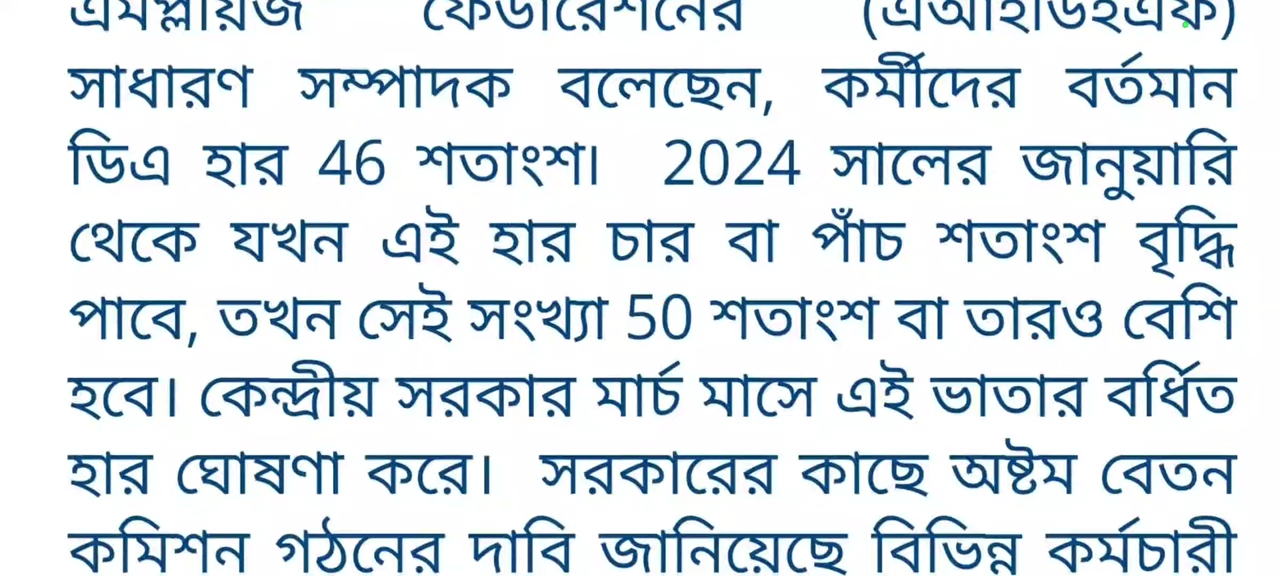 এমপ্লয়িজ ফেডারেশনের (এআইডিইএফ)
সাধারণ সম্পাদক বলেছেন, কর্মীদের বর্তমান
ডিএ হার 46 শতাংশ। 2024 সালের জানুয়ারি
থেকে যখন এই হার চার বা পাঁচ শতাংশ বৃদ্ধি
পাবে, তখন সেই সংখ্যা 50 শতাংশ বা তারও বেশি
হবে। কেন্দ্রীয় সরকার মার্চ মাসে এই ভাতার বর্ধিত
হার ঘোষণা করে। সরকারের কাছে অষ্টম বেতন
কমিশন গঠনের দাবি জানিয়েছে বিভিন্ন কর্মচারী